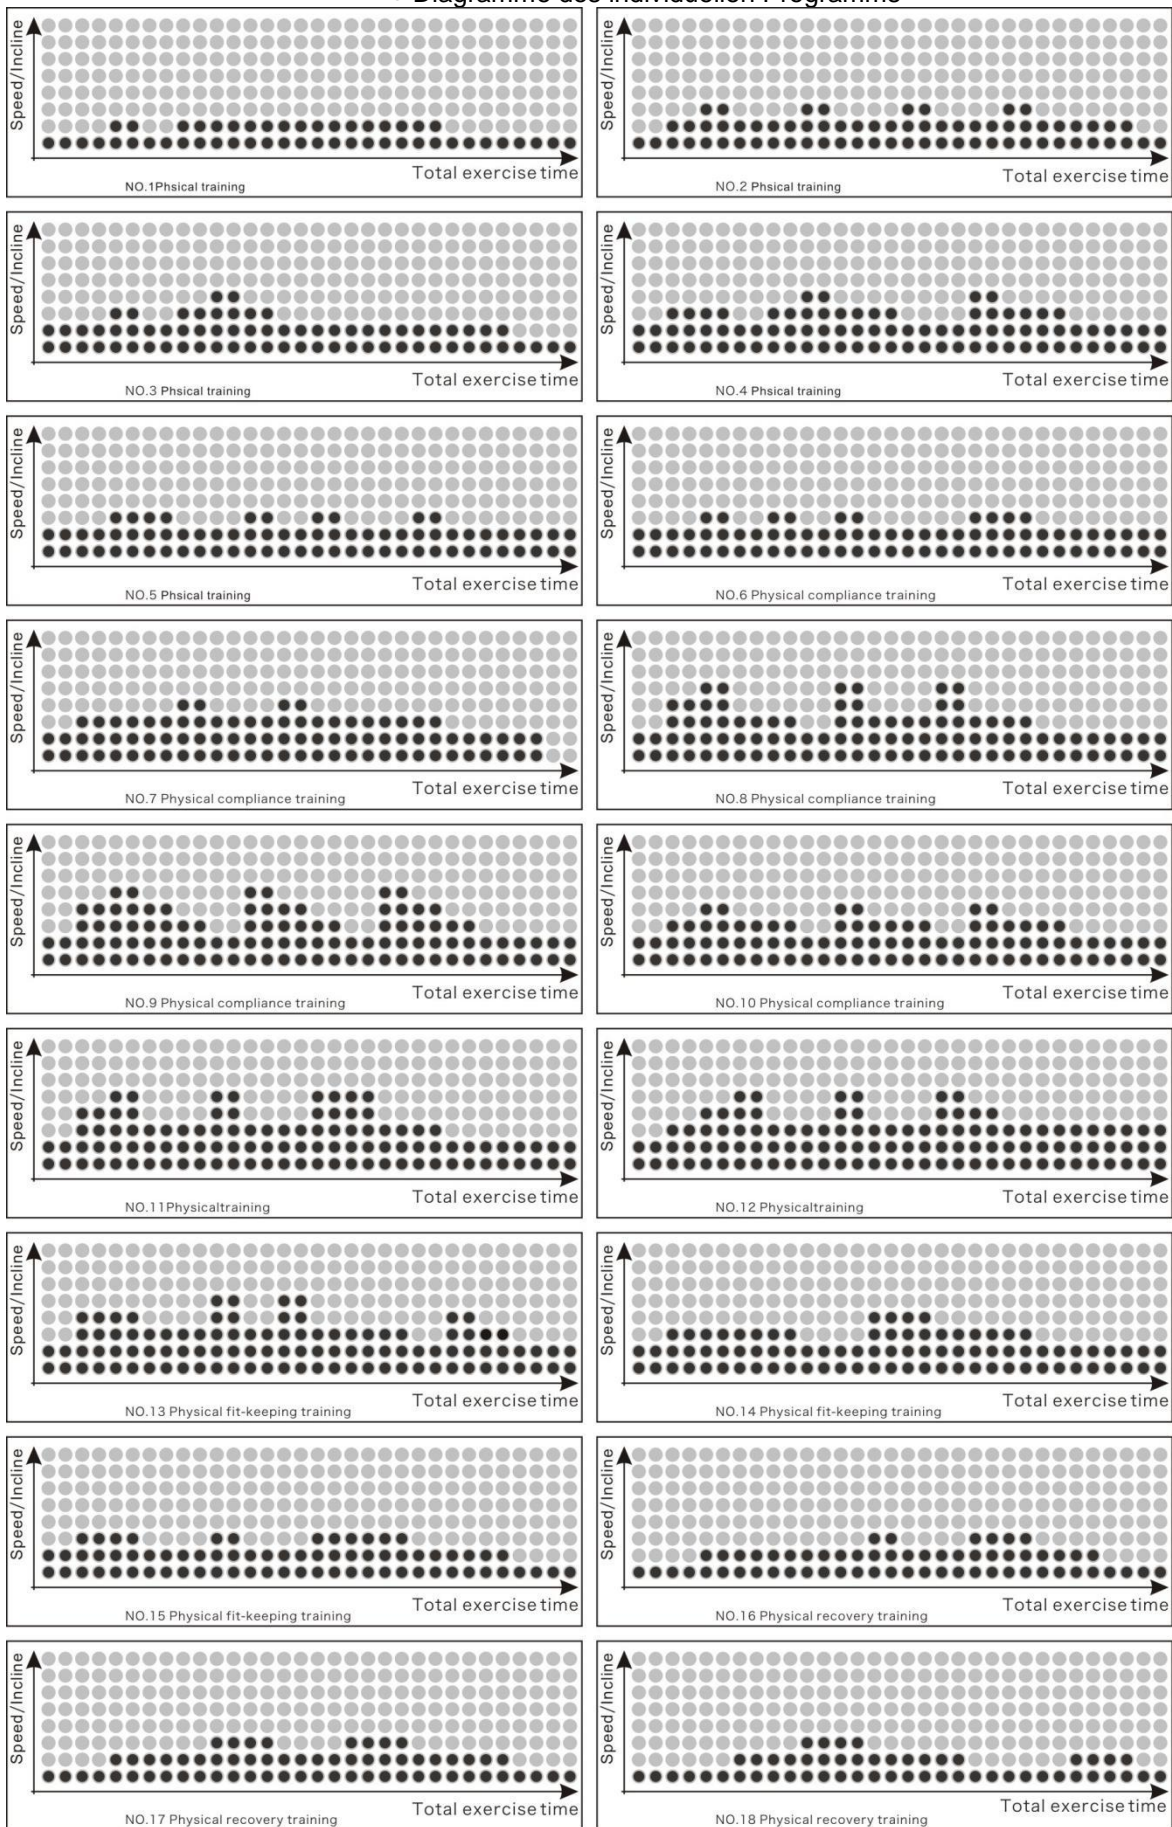 Diagramme des individuellen Programms
Speed/Incline
Total exercise time
NO.1Phsical training
Speed/Incline
Total exercise time
NO.2 Phsical training
Speed/Incline
Total exercise time
NO.3 Phsical training
Speed/Incline
Total exercise time
NO.4 Phsical training
Speed/Incline
Total exercise time
NO.5 Phsical training
Speed/Incline
Total exercise time
NO.6 Physical compliance training
Speed/Incline
Total exercise time
NO.7 Physical compliance training
Speed/Incline
Total exercise time
NO.8 Physical compliance training
Speed/Incline
Total exercise time
NO.9 Physical compliance training
Speed/Incline
Total exercise time
NO.10 Physical compliance training
Speed/Incline
Total exercise time
NO.11Physicaltraining
Speed/Incline
Total exercise time
NO.12 Physicaltraining
Speed/Incline
Total exercise time
NO.13 Physical fit-keeping training
Speed/Incline
Total exercise time
NO.14 Physical fit-keeping training
Speed/Incline
Total exercise time
NO.15 Physical fit-keeping training
Speed/Incline
Total exercise time
NO.16 Physical recovery training
Speed/Incline
Total exercise time
NO.17 Physical recovery training
Speed/Incline
Total exercise time
NO.18 Physical recovery training